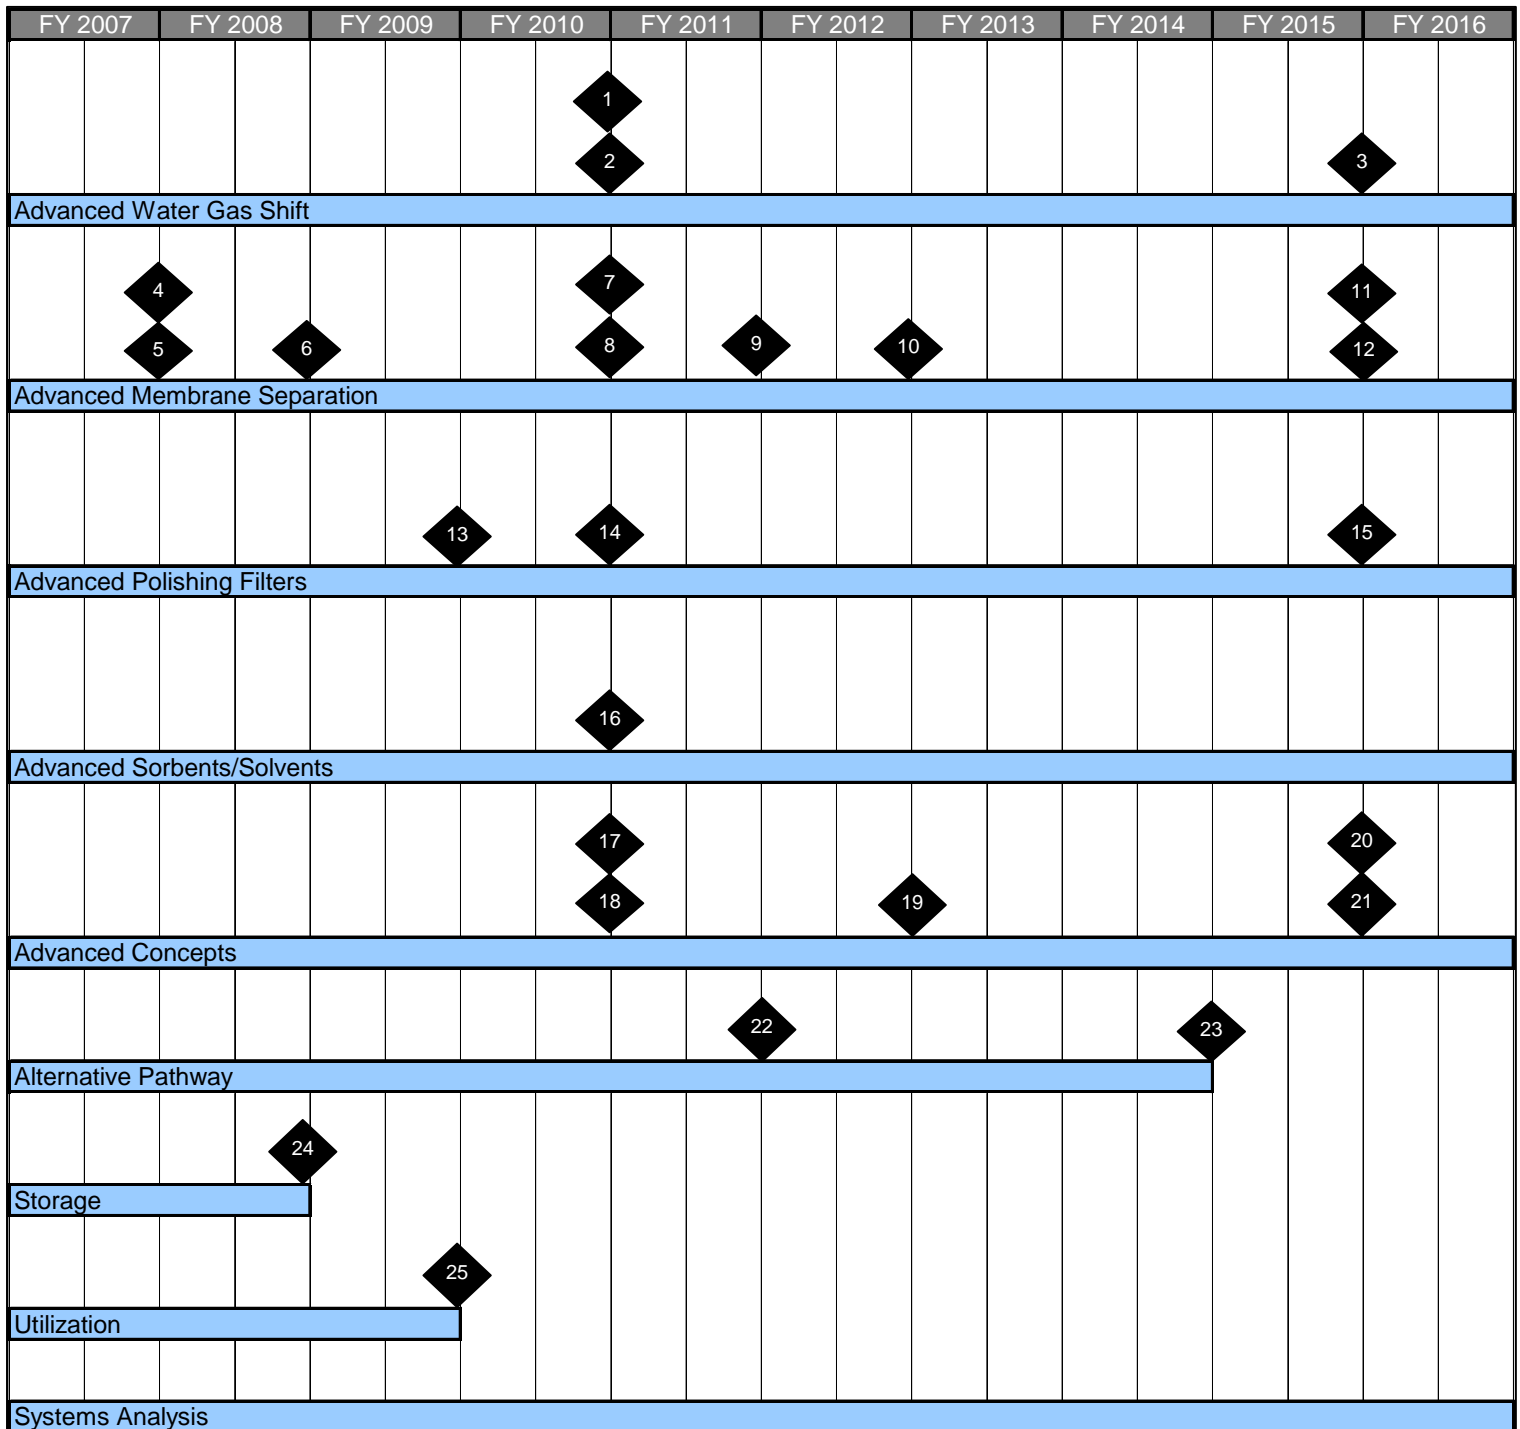 FY 2007 FY 2008 FY 2009 FY 2010 FY 2011 FY 2012 FY 2013 FY 2014 FY 2015 FY 2016
1
2 3
Advanced Water Gas Shift
4 7 11
5 6 8 9 10 12
Advanced Membrane Separation
13 14 15
Advanced Polishing Filters
16
Advanced Sorbents/Solvents
17 20
18 19 21
Advanced Concepts
22 23
Alternative Pathway
24
Storage
25
Utilization
Systems Analysis